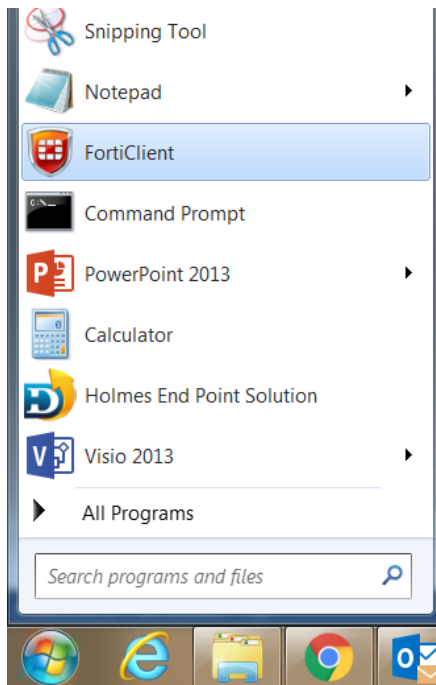 Snipping Tool
Notepad
FortiClient
C:\_
Command Prompt
PowerPoint 2013
Calculator
Holmes End Point Solution
Visio 2013
All Programs
Search programs and files